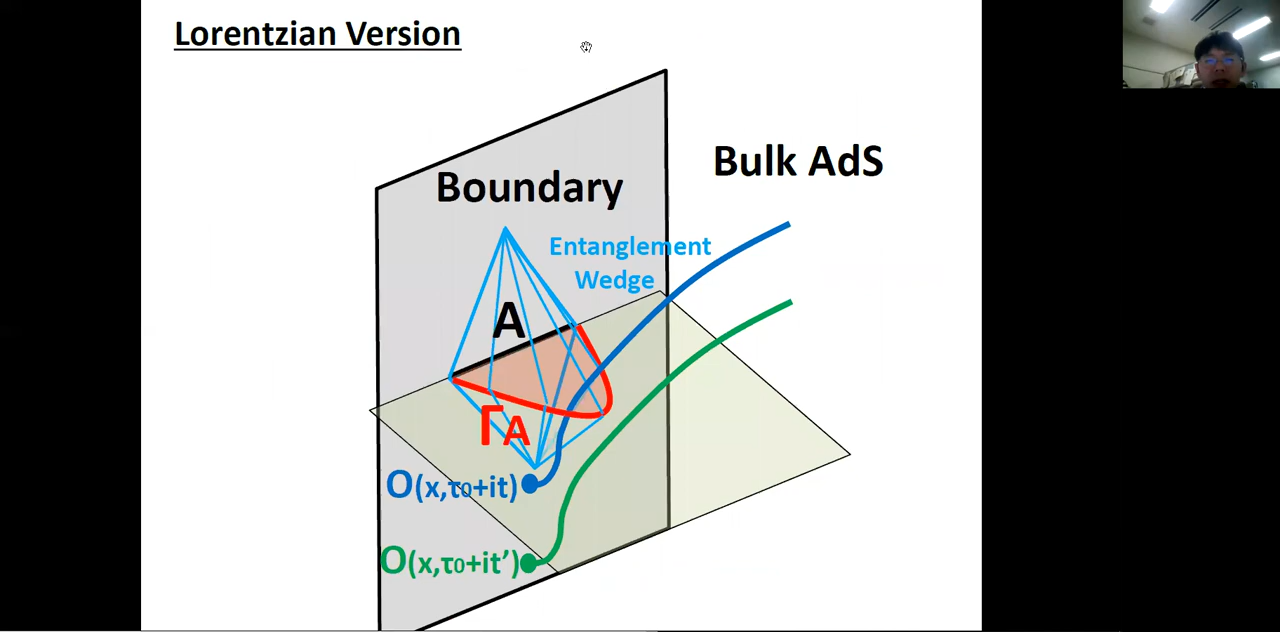 Lorentzian Version
Bulk AdS
Boundary
Entanglement
Wedge
A
ΓA
O(x,τ₀+it)
O(x,τ₀+it’)